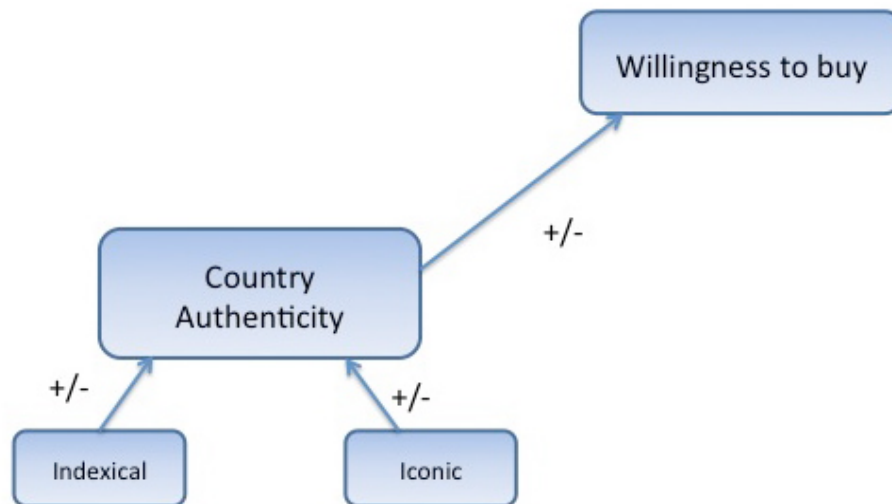 Willingness to buy
+/-
Country
Authenticity
+/-
+/-
Indexical
Iconic